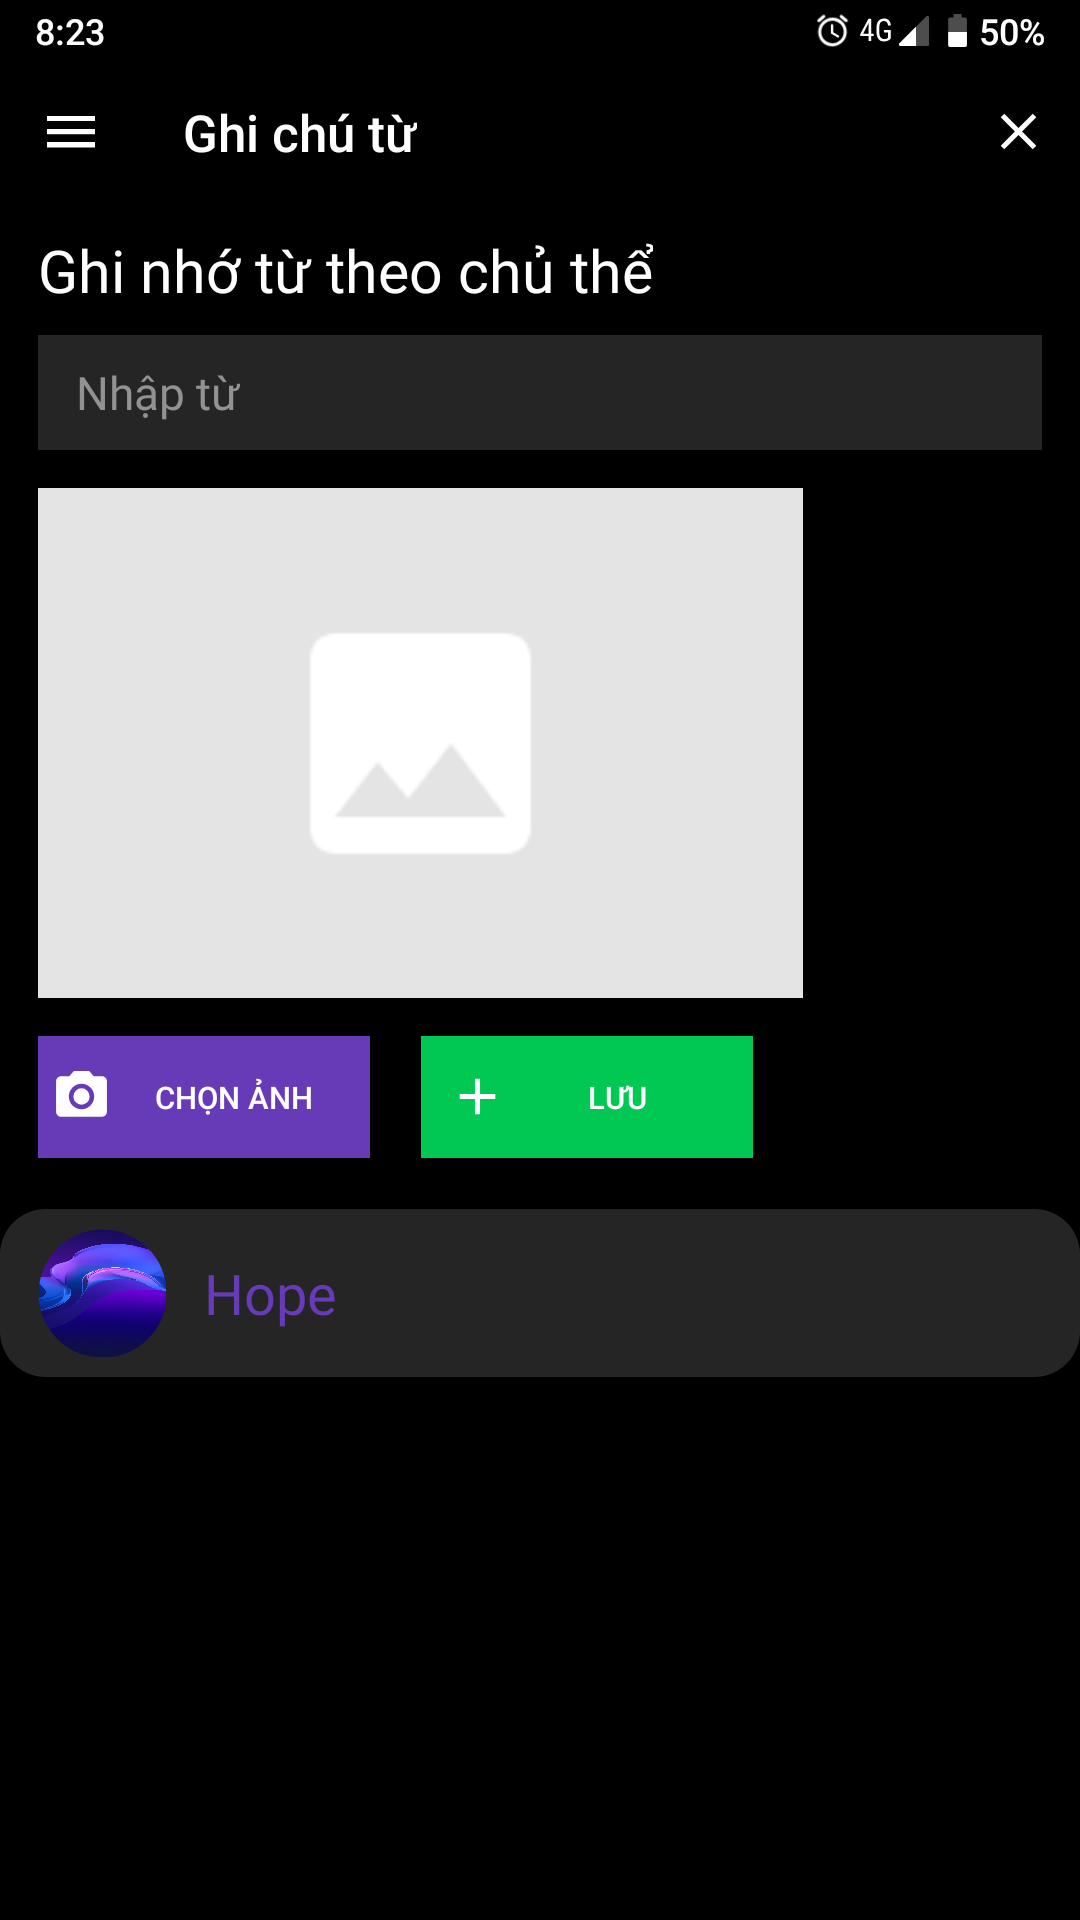 8:23
4G 50%
Ghi chú từ
Ghi nhớ từ theo chủ thể
Nhập từ
CHỌN ẢNH
LƯU
Hope